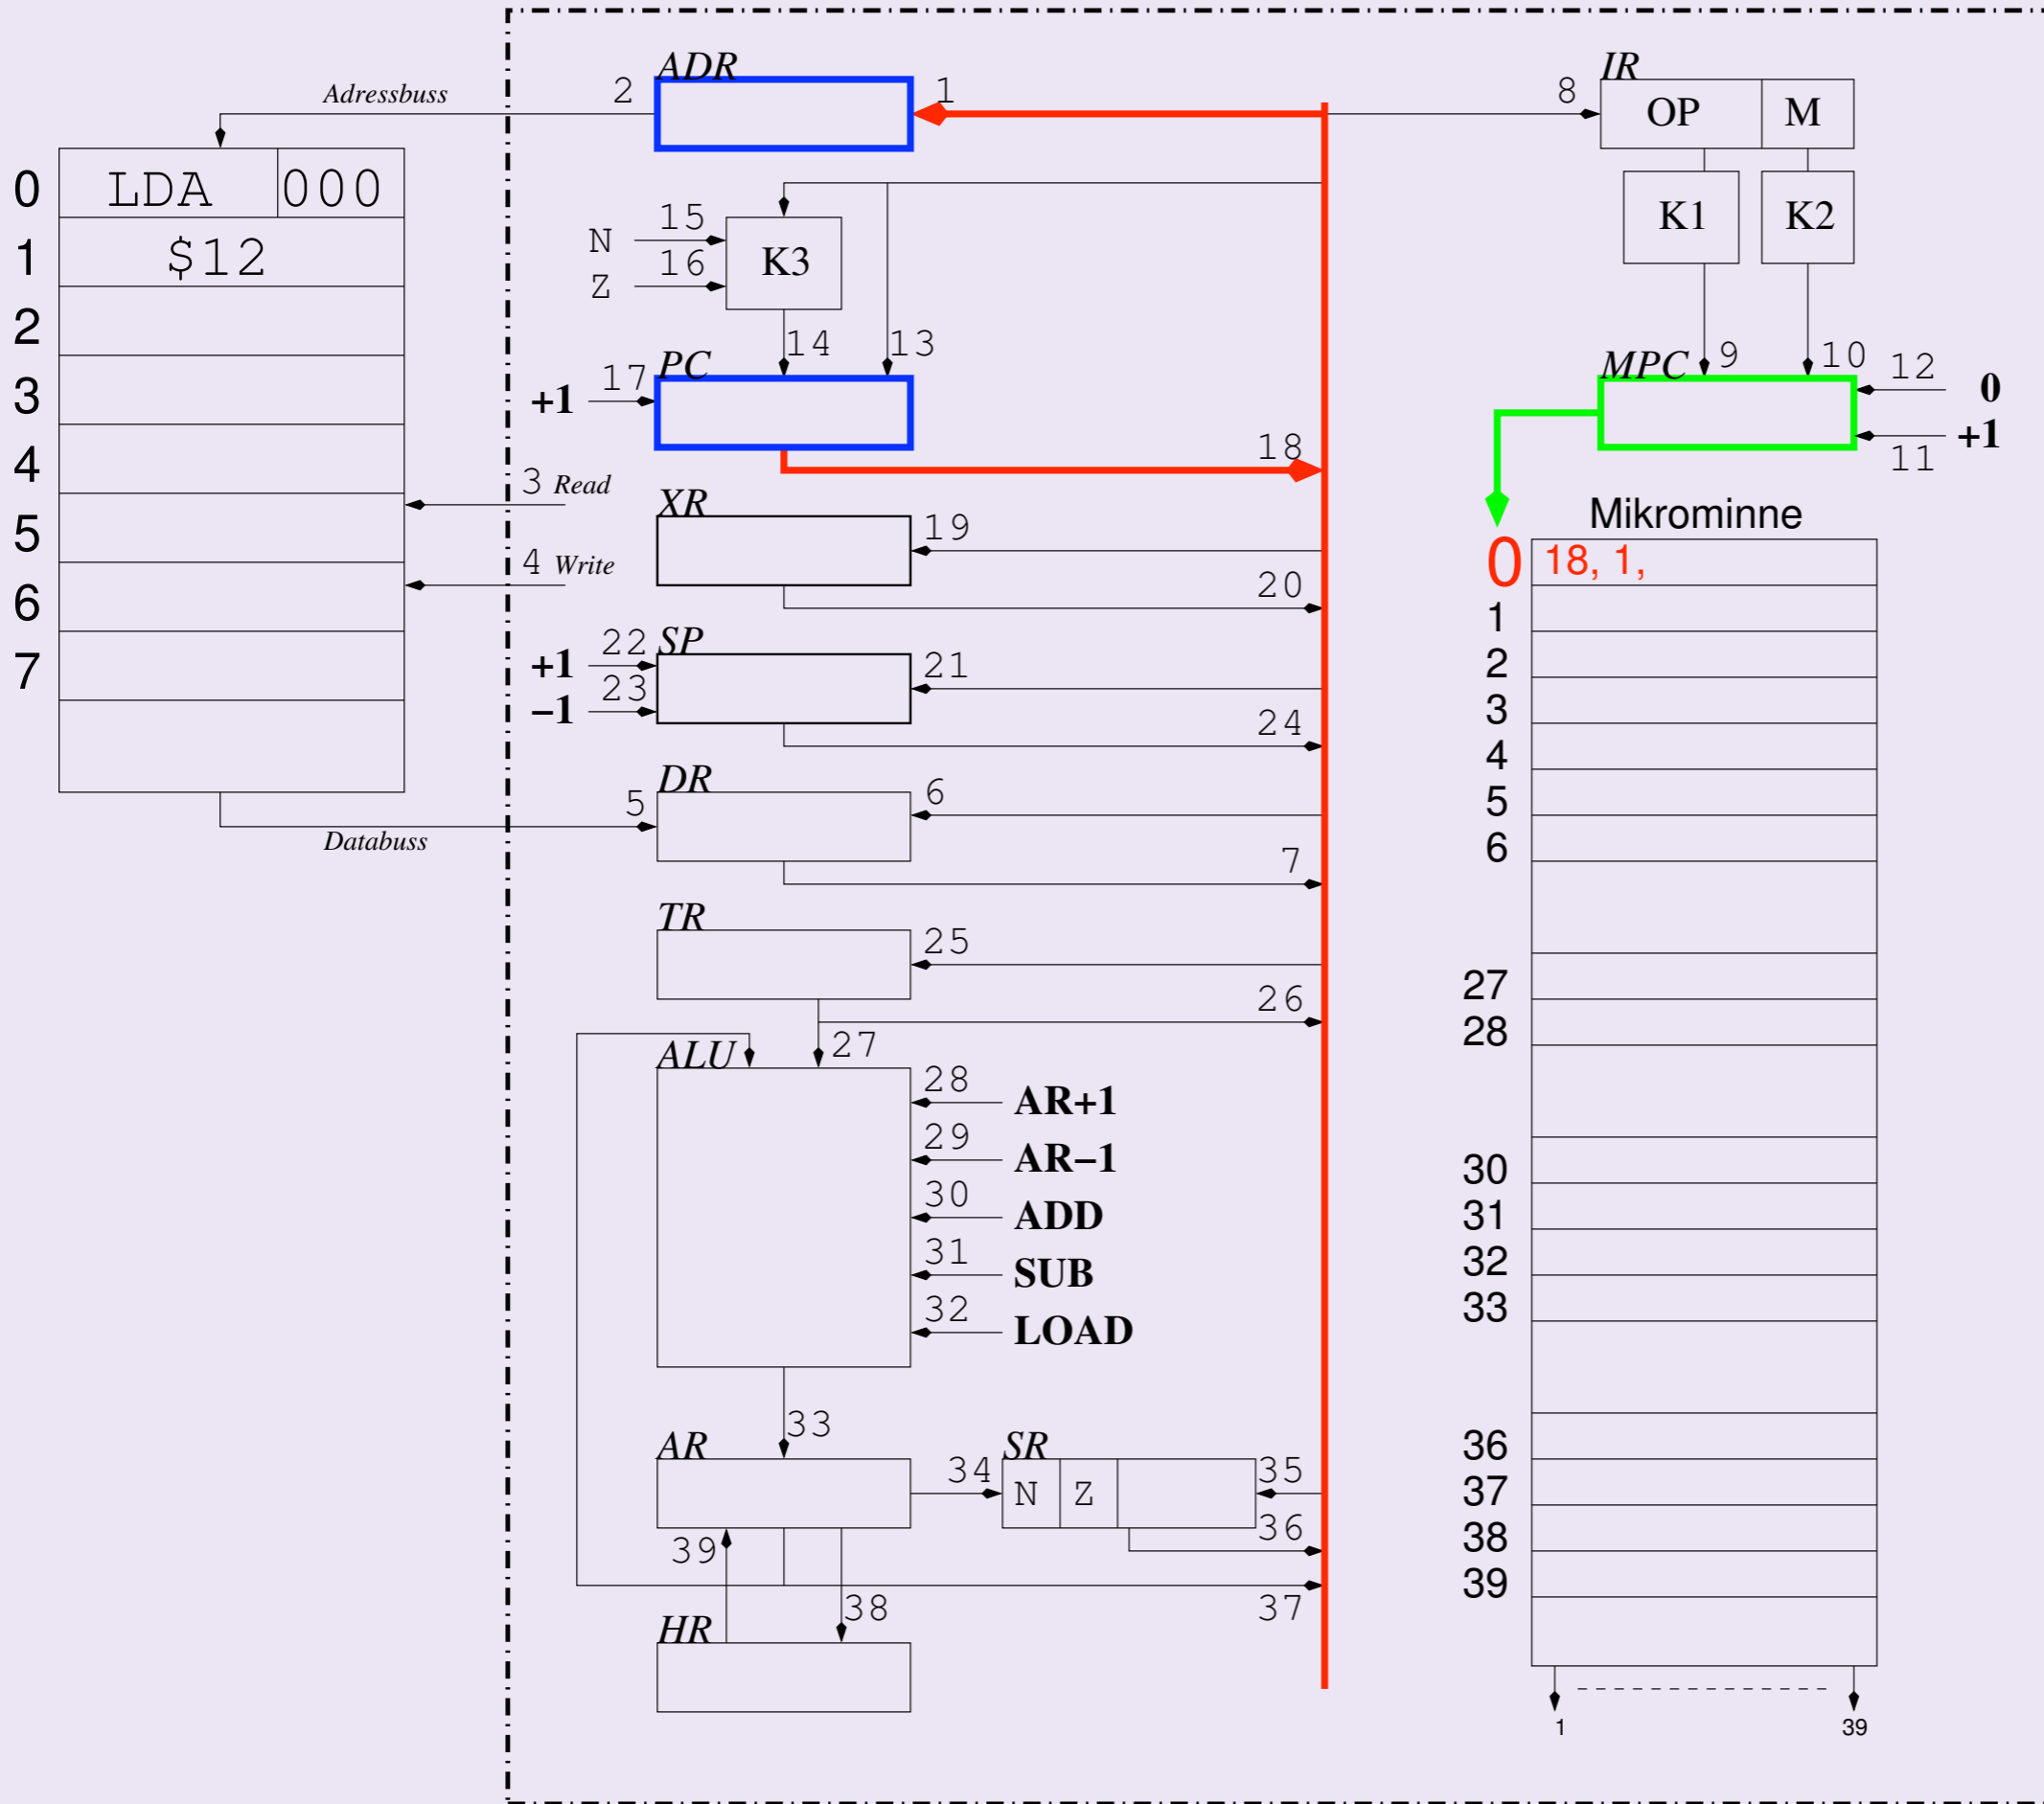 ADR
IR
Adressbuss
2
1
8
OP
M
0
LDA
000
1
$12
2
3
4
5
6
7
N
15
Z
16
K3
K1
K2
14
13
9
10
PC
17
+1
18
MPC
12
0
+1
11
3 Read
4 Write
XR
19
20
SP
+1
22
−1
23
21
24
DR
5
6
7
Databuss
TR
25
26
27
ALU
28
AR+1
29
AR−1
30
ADD
31
SUB
32
LOAD
33
AR
34
SR
N
Z
35
36
39
38
37
HR
Mikrominne
0
18, 1,
1
2
3
4
5
6
27
28
30
31
32
33
36
37
38
39
1
39